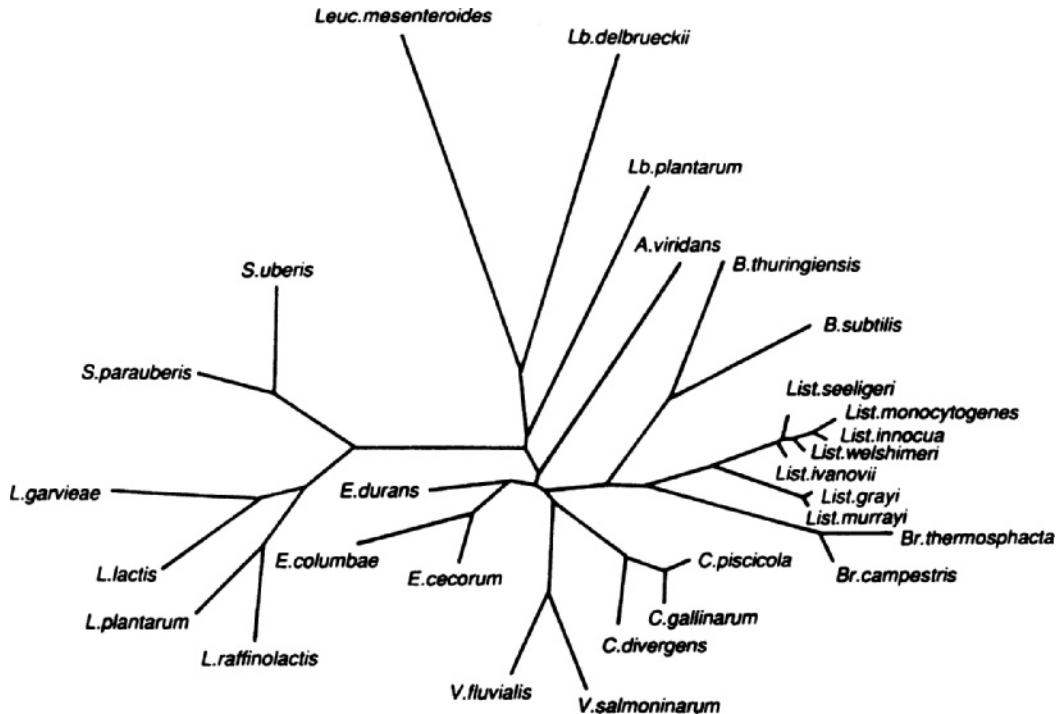 Leuc.mesenteroides
Lb.delbrueckii
Lb.plantarum
A.viridans
B.thuringiensis
S.uberis
B.subtilis
S.parauberis
List.seeligeri
List.monocytogenes
List.innocua
List.welshimeri
List.ivanovii
L.garvieae
E.durans
List.grayi
List.murrayi
Br.thermosphacta
L.lactis
E.columbae
E.cecorum
C.piscicola
Br.campestris
L.plantarum
C.gallinarum
C.divergens
L.raffinolactis
V.fluvialis
V.salmoninarum